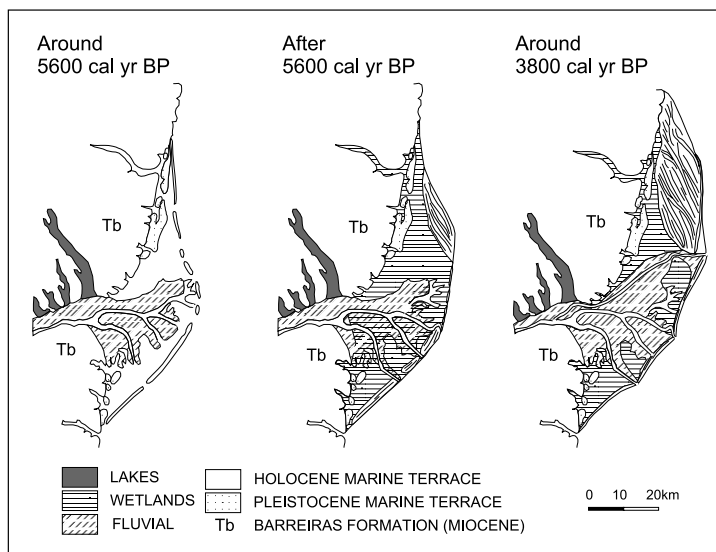 Around
5600 cal yr BP
After
5600 cal yr BP
Around
3800 cal yr BP
Tb
Tb
Tb
Tb
Tb
Tb
LAKES
HOLOCENE MARINE TERRACE
WETLANDS
PLEISTOCENE MARINE TERRACE
FLUVIAL
Tb BARREIRAS FORMATION (MIOCENE)
0 10 20km